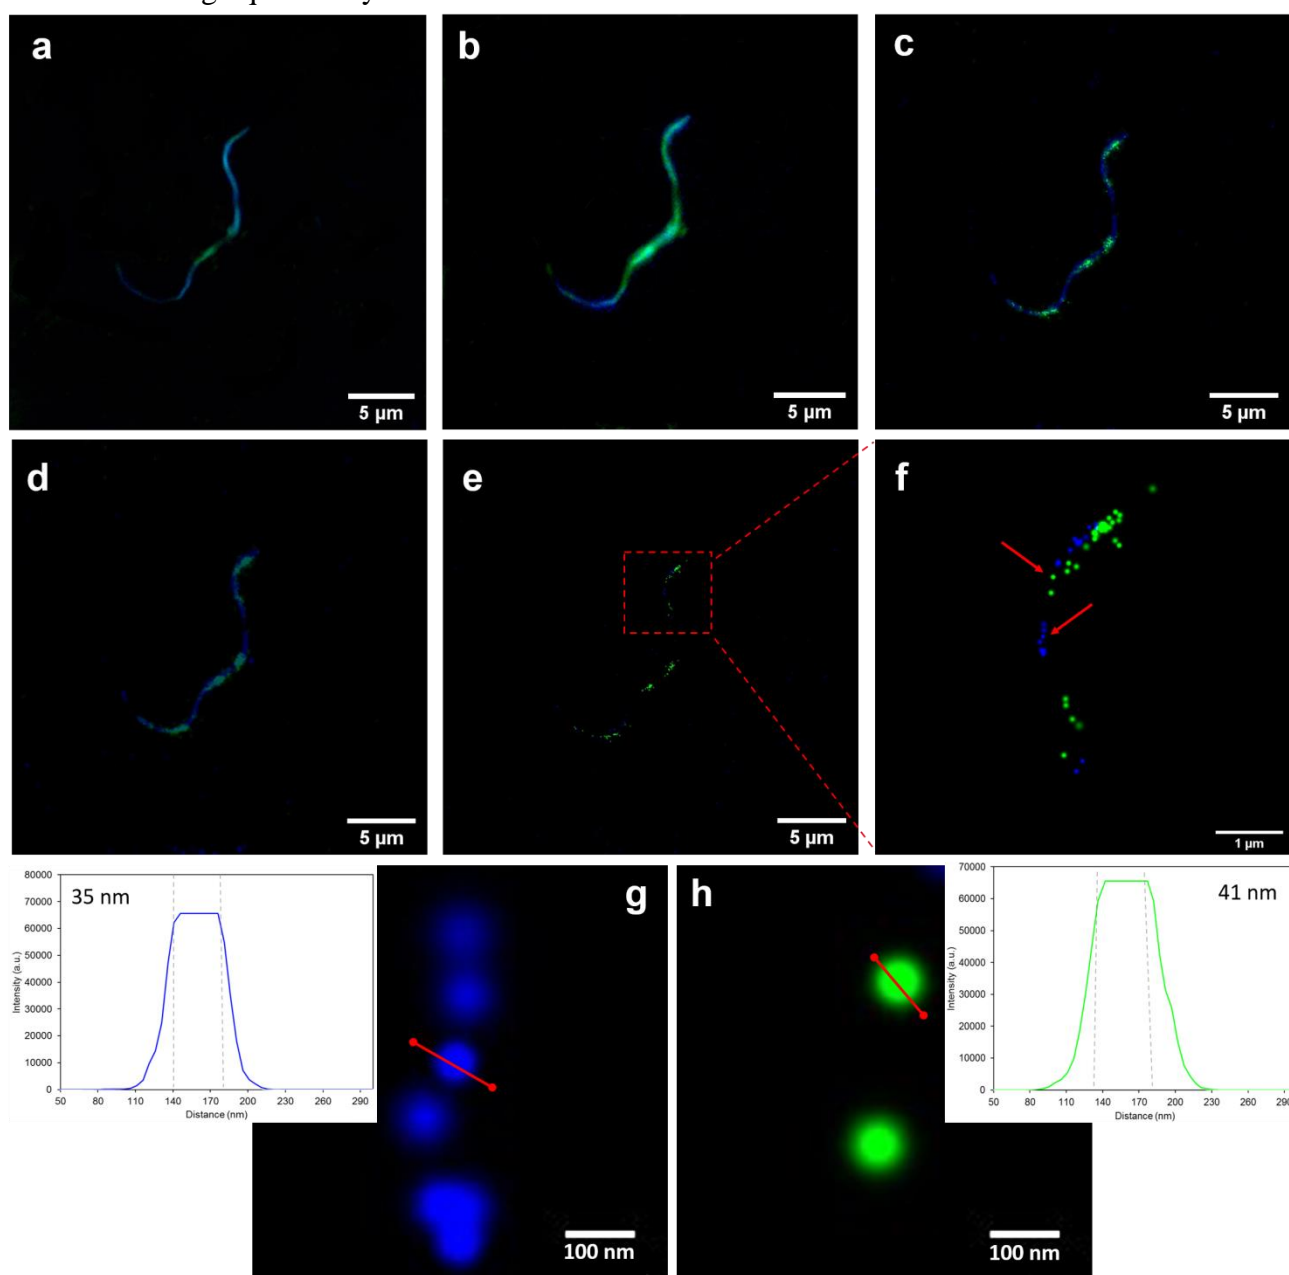 a
b
c
5 µm
5 µm
5 µm
d
e
f
5 µm
5 µm
1 µm
80000
70000
60000
50000
40000
30000
20000
10000
0
50 80 110 140 170 200 230 260 290
Intensity (a.u.)
Distance (nm)
35 nm
g
100 nm
h
100 nm
70000
60000
50000
40000
30000
20000
10000
0
50 80 110 140 170 200 230 260
Intensity (a.u.)
Distance (nm)
41 nm